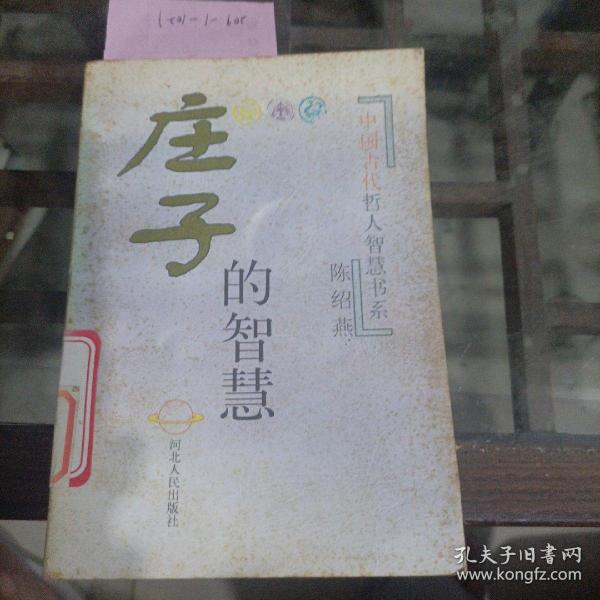 庄子
的智慧
中国古代哲人智慧书系
陈绍燕
河北人民出版社
孔夫子旧书网
www.kongfz.com